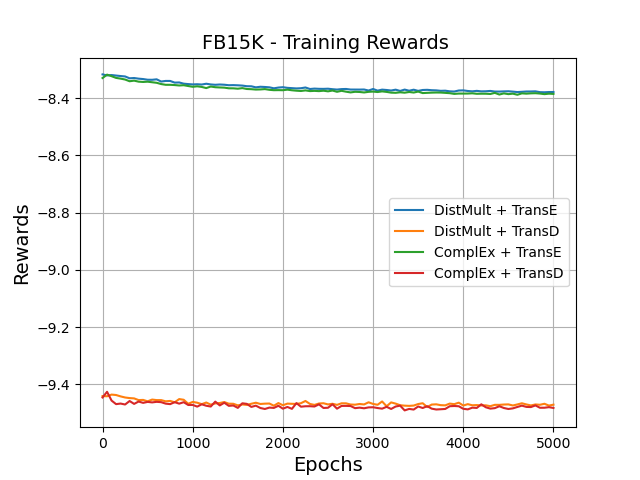 FB15K - Training Rewards
Rewards
−8.4
−8.6
−8.8
−9.0
−9.2
−9.4
DistMult + TransE
DistMult + TransD
ComplEx + TransE
ComplEx + TransD
0 1000 2000 3000 4000 5000
Epochs